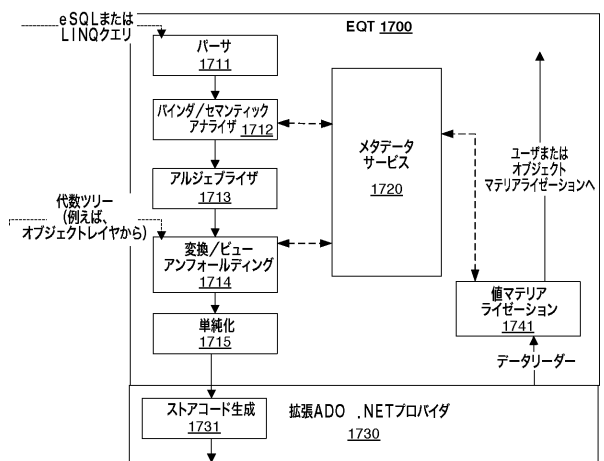 eSQLまたは
LINQクエリ
EQT 1700
パーサ
1711
バインダ/セマンティック
アナライザ 1712
メタデータ
サービス
1720
ユーザまたは
オブジェクト
マテリアライゼーションへ
アルジェブライザ
1713
代数ツリー
(例えば、
オブジェクトレイヤから)
変換/ビュー
アンフォールディング
1714
値マテリア
ライゼーション
1741
単純化
1715
データリーダー
ストアコード生成
1731
拡張ADO .NETプロバイダ
1730